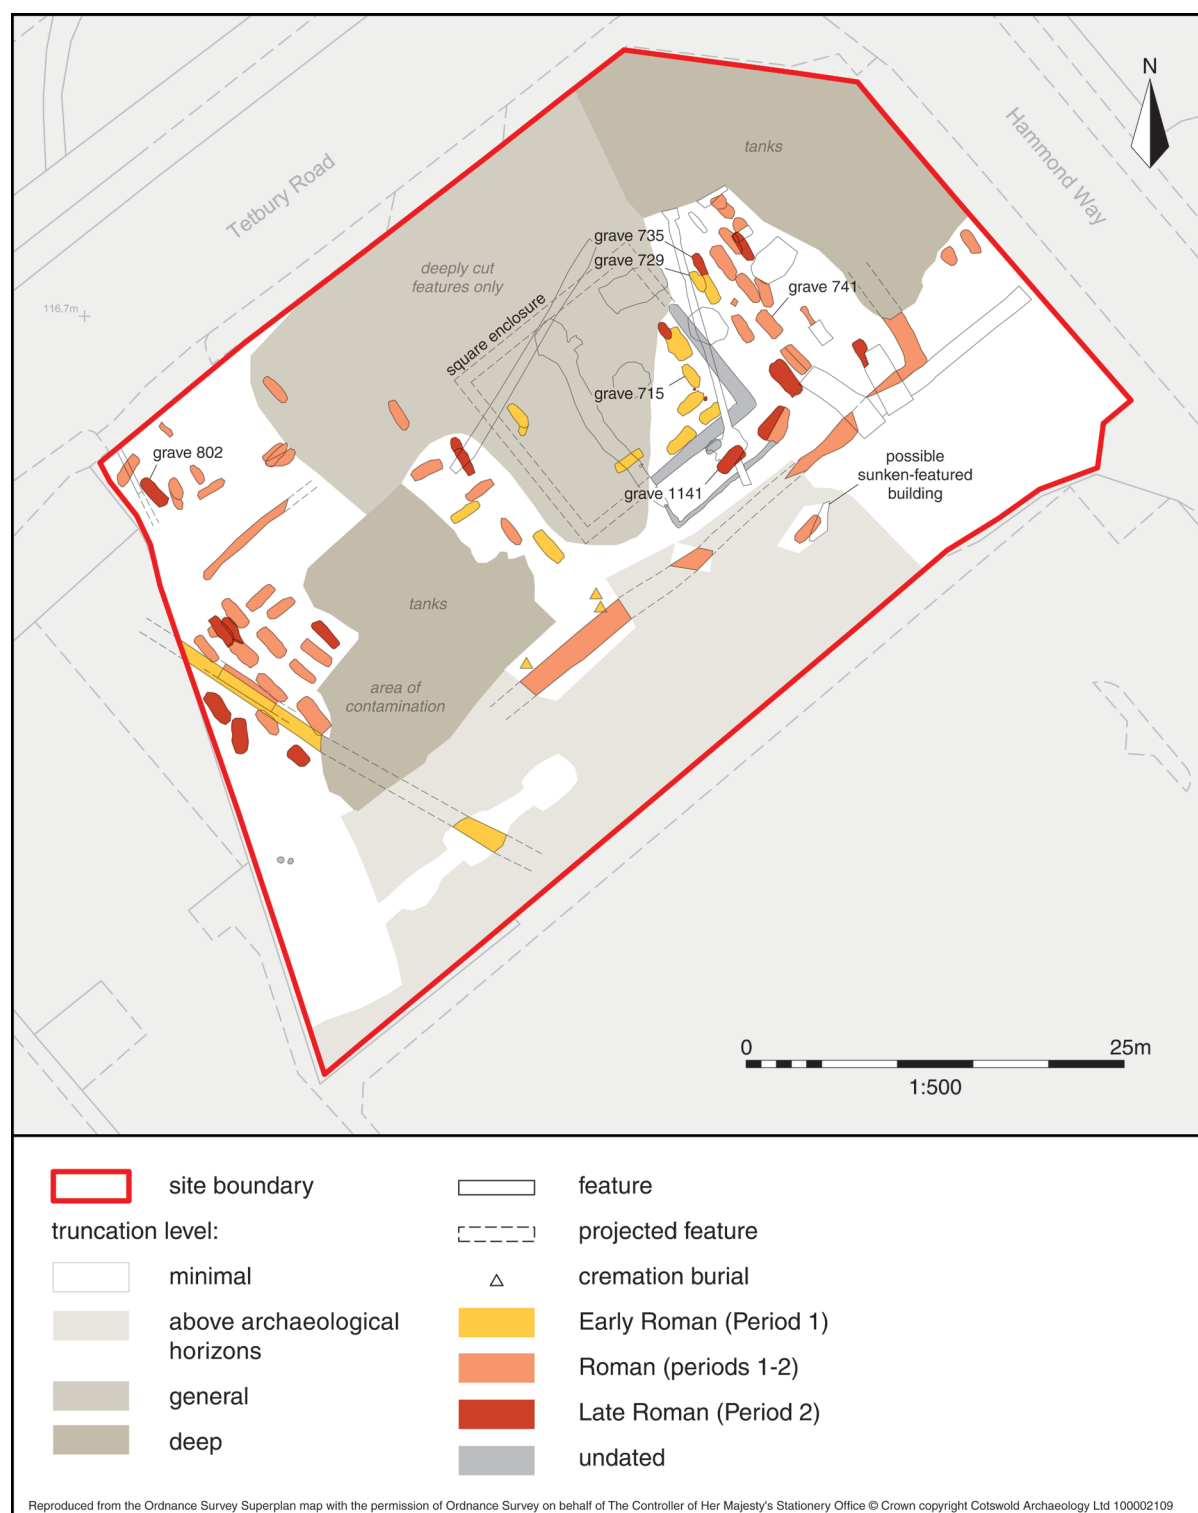 N
Tetbury Road
Hammond Way
tanks
116.7m
deeply cut
features only
square enclosure
grave 735
grave 729
grave 741
grave 715
grave 802
grave 1141
possible
sunken-featured
building
tanks
area of
contamination
0
25m
1:500
site boundary
truncation level:
minimal
above archaeological
horizons
general
deep
feature
projected feature
cremation burial
Early Roman (Period 1)
Roman (periods 1-2)
Late Roman (Period 2)
undated
Reproduced from the Ordnance Survey Superplan map with the permission of Ordnance Survey on behalf of The Controller of Her Majesty's Stationery Office © Crown copyright Cotswold Archaeology Ltd 100002109